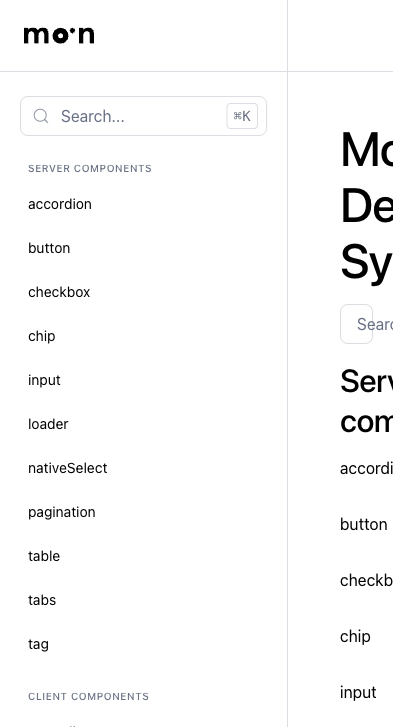 moon
Search...
⌘K
SERVER COMPONENTS
accordion
button
checkbox
chip
input
loader
nativeSelect
pagination
table
tabs
tag
CLIENT COMPONENTS
Mo
De
Sy
Searc
Serv
com
accordi
button
checkb
chip
input